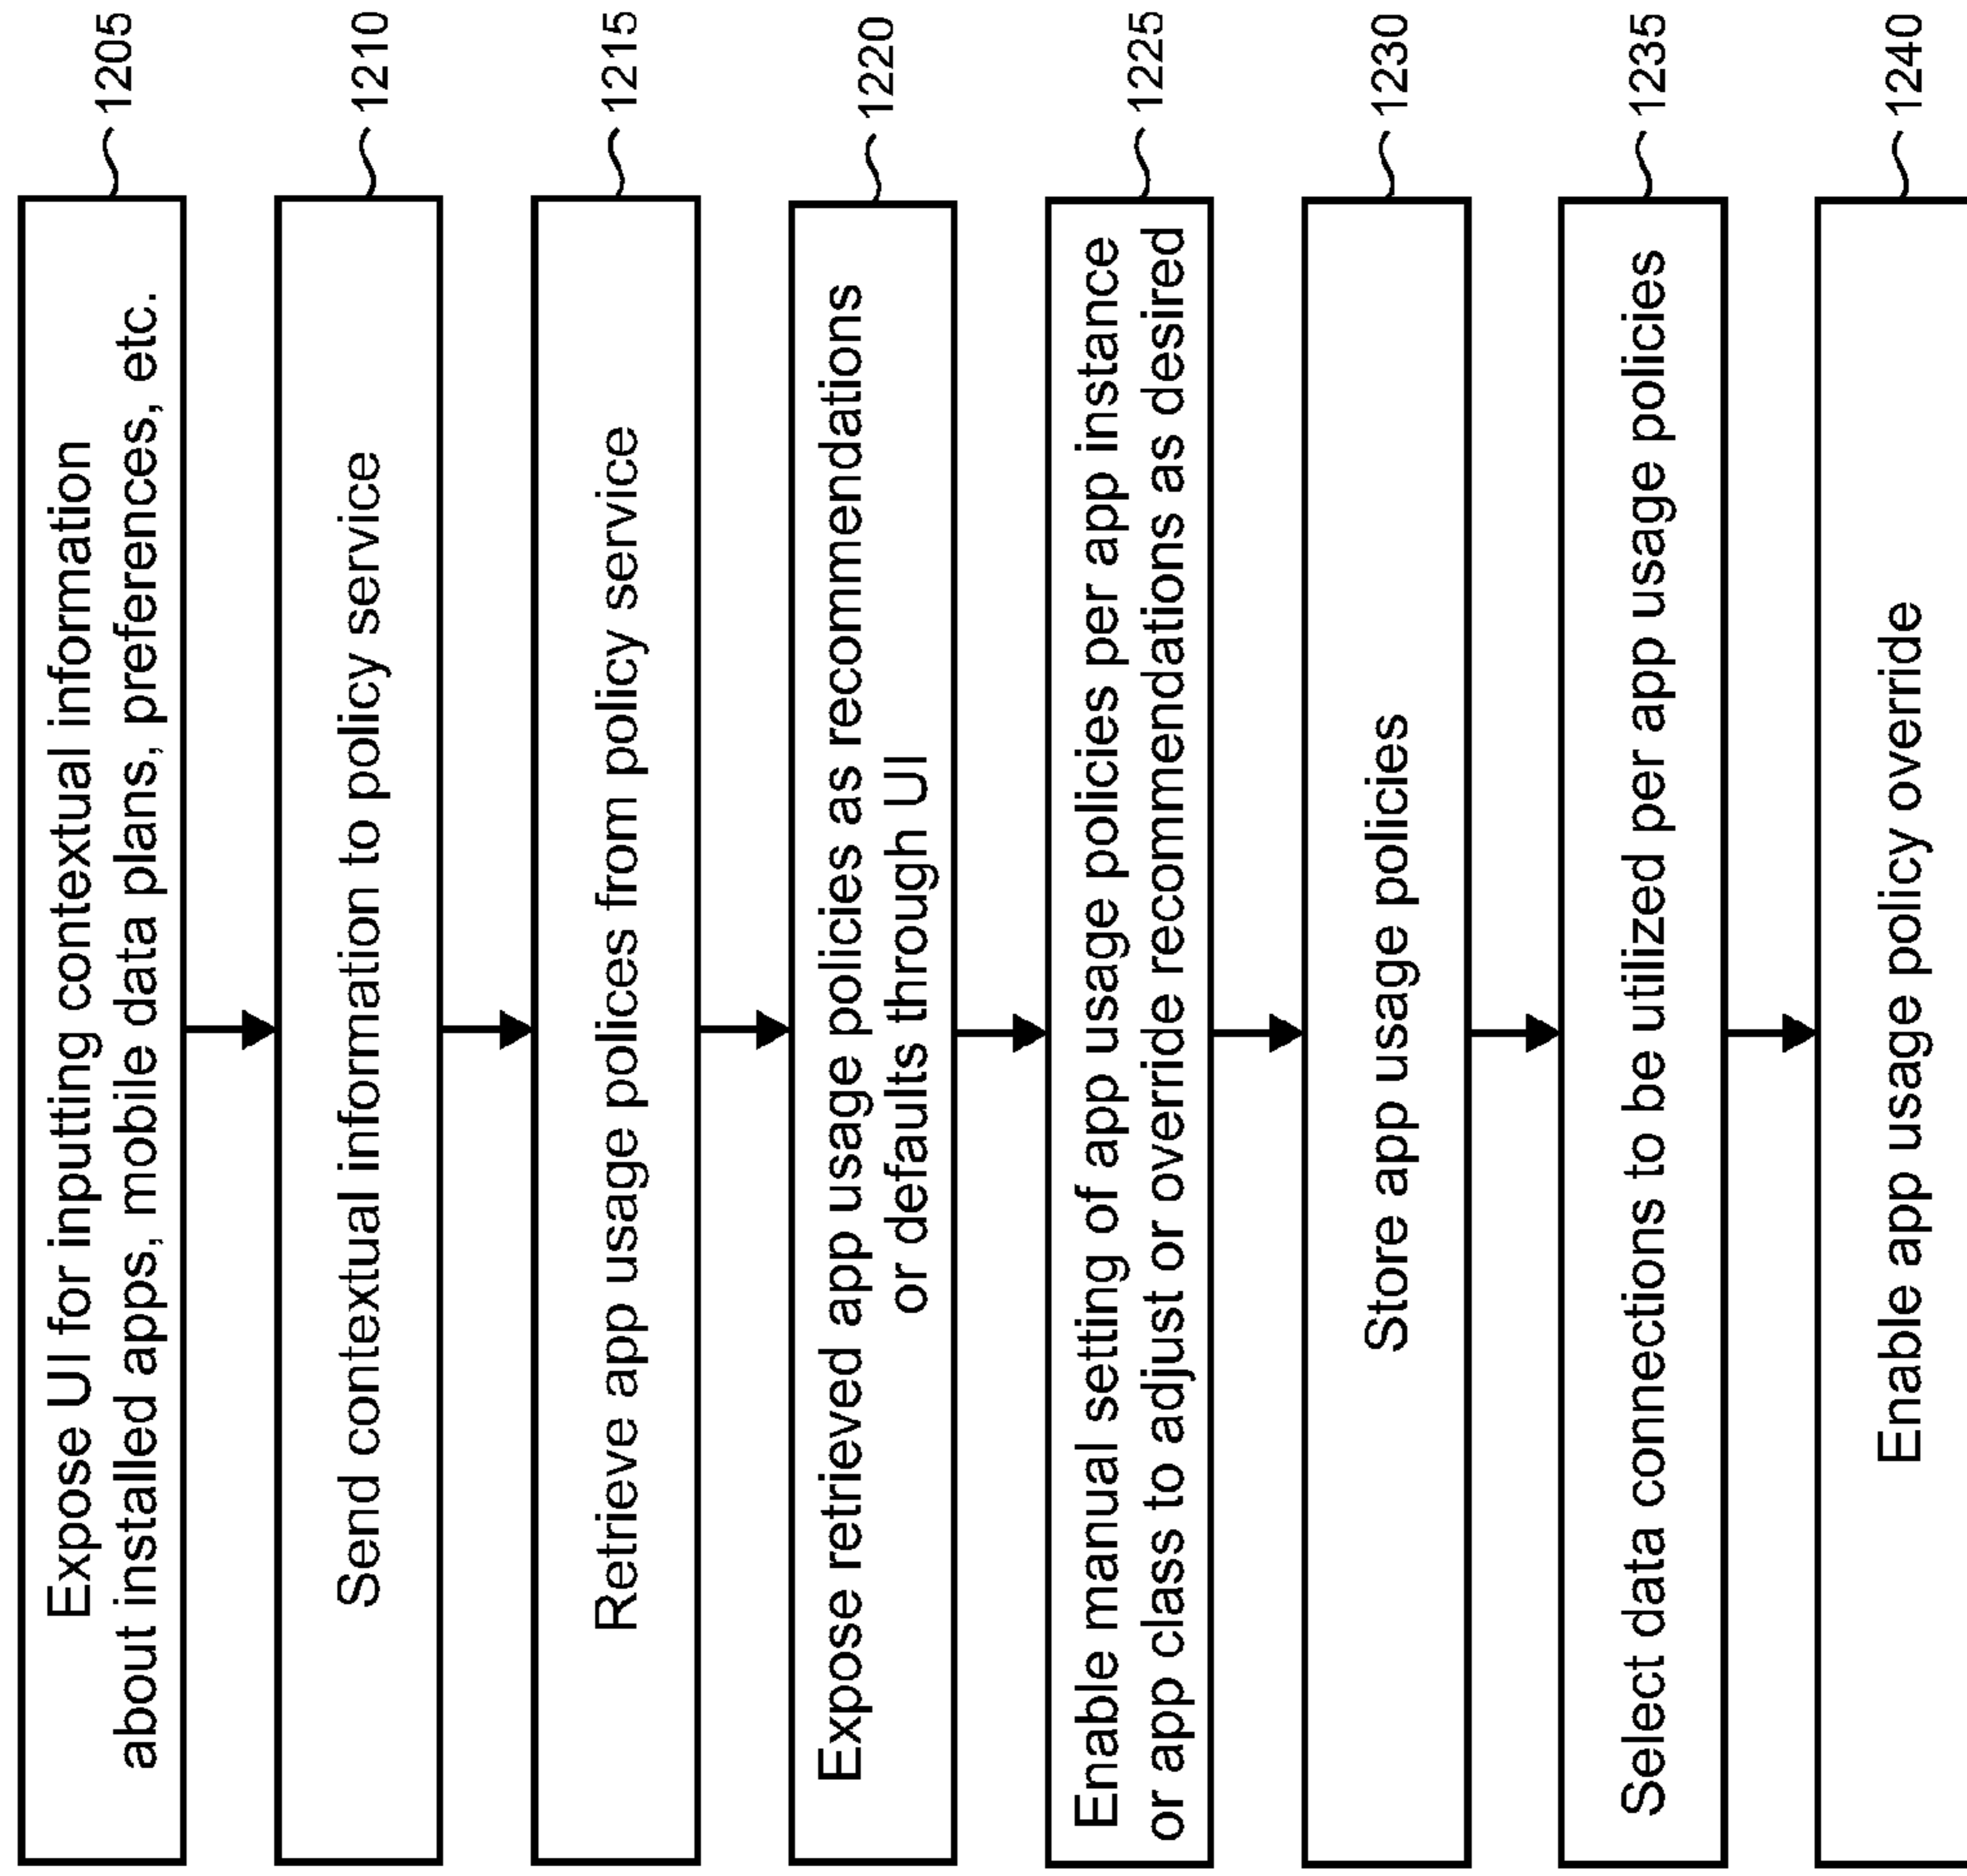 Expose UI for inputting contextual information
about installed apps, mobile data plans, preferences, etc.
1205
Send contextual information to policy service
1210
Retrieve app usage polices from policy service
1215
Expose retrieved app usage policies as recommendations
or defaults through UI
1220
Enable manual setting of app usage policies per app instance
or app class to adjust or override recommendations as desired
1225
Store app usage policies
1230
Select data connections to be utilized per app usage policies
1235
Enable app usage policy override
1240